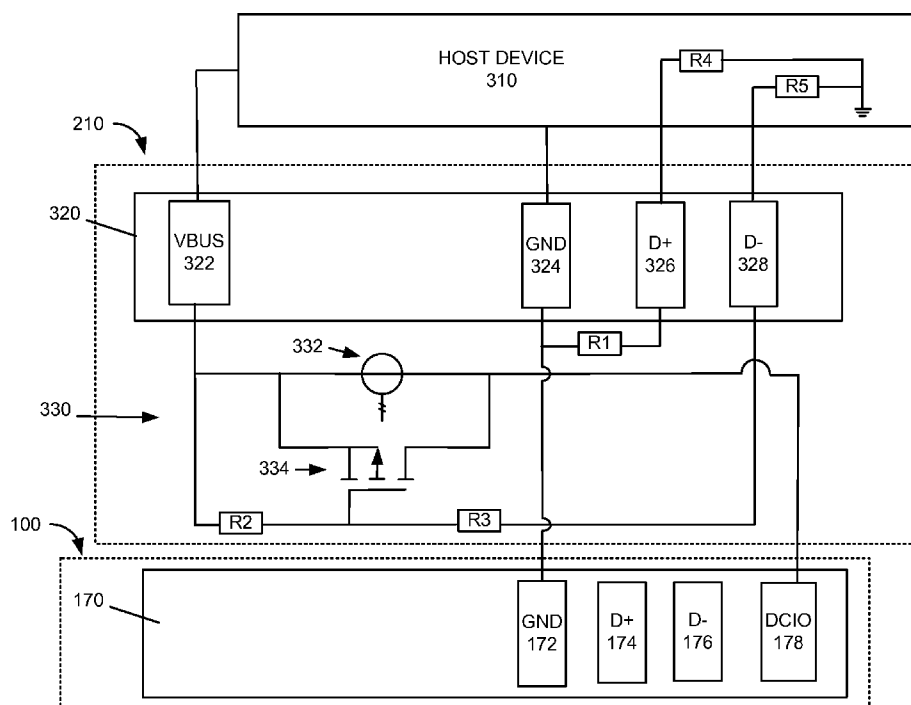 HOST DEVICE
310
R4
R5
210
320
VBUS
322
GND
324
D+
326
D-
328
R1
332
330
334
R2
R3
100
170
GND
172
D+
174
D-
176
DCIO
178